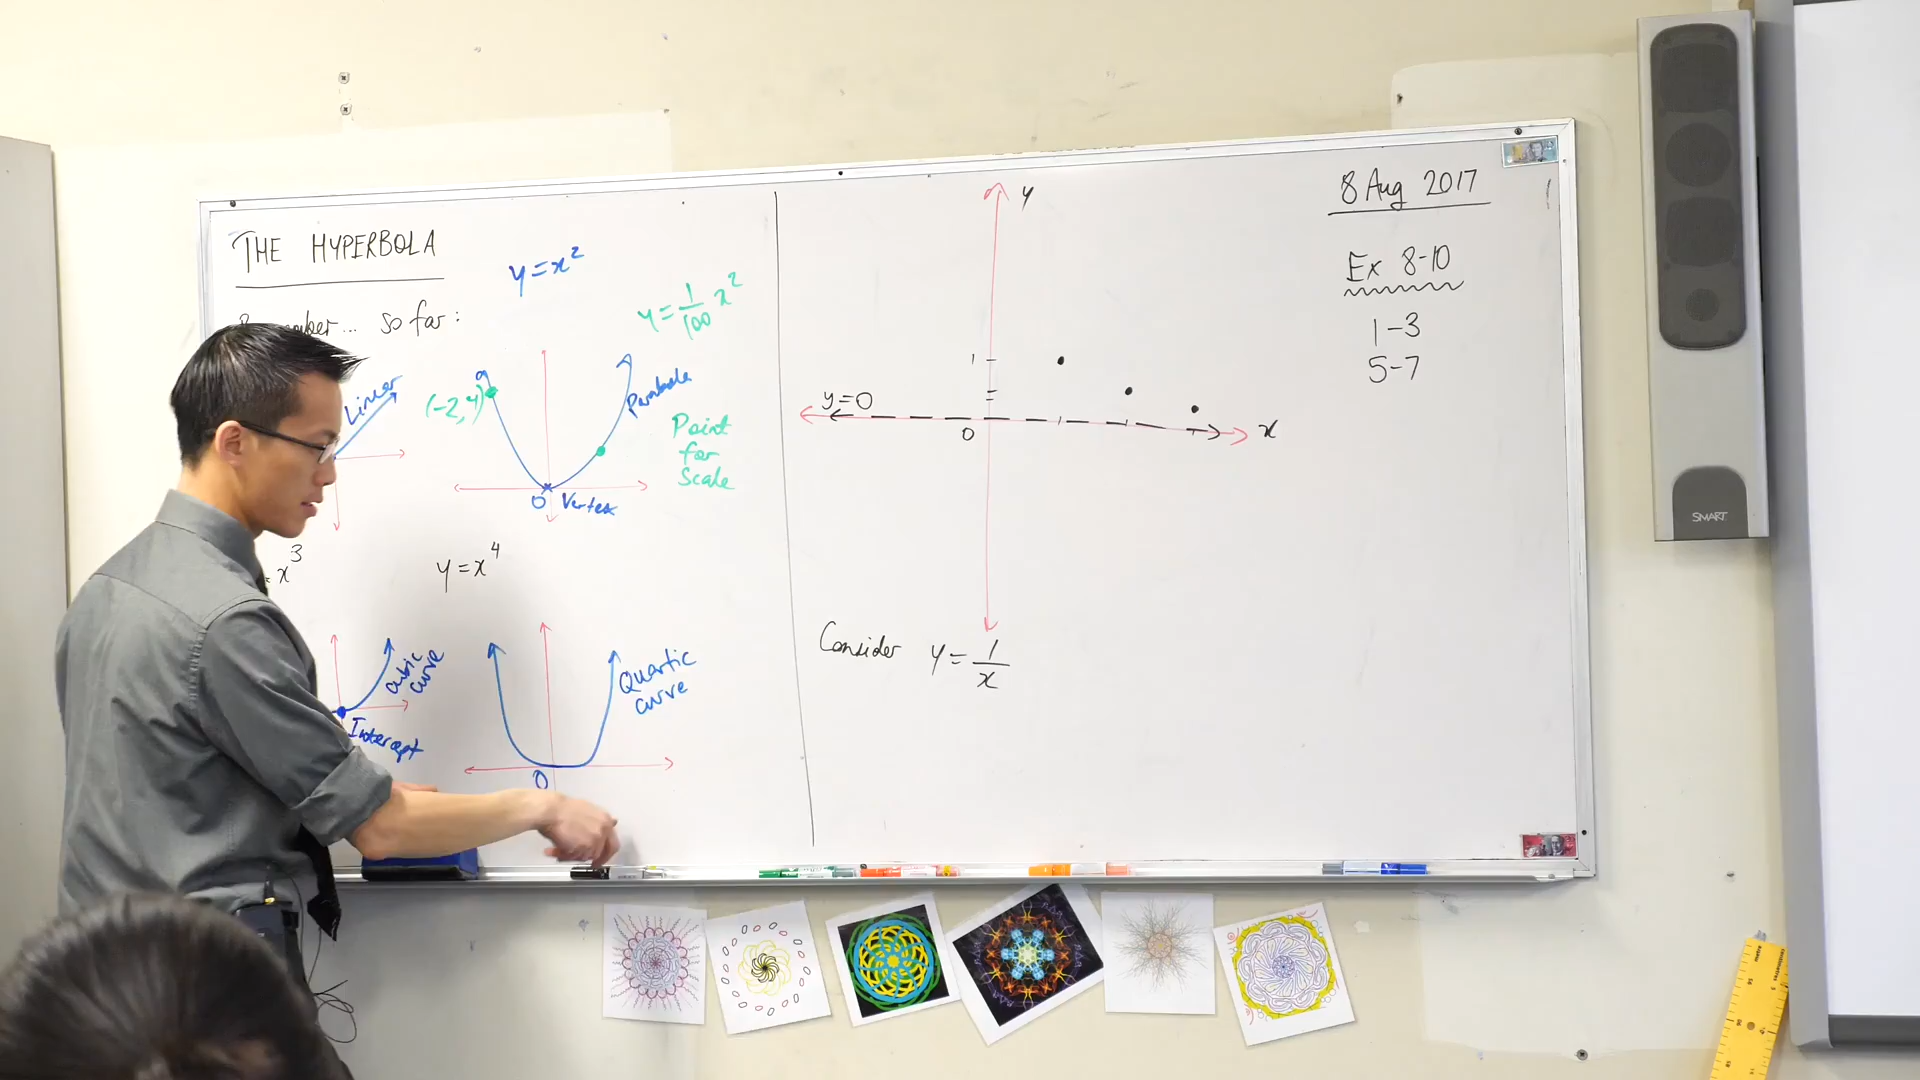 THE HYPERBOLA
... so far:
y = x²
y = 1/100 x²
Linear
(-2,4)
Parabola
Point
for
Scale
0 Vertex
= x³
y = x⁴
Cubic
curve
Intercept
Quartic
curve
0
y
1
y=0
0
x
Consider y = 1/x
8 Aug 2017
Ex 8-10
1-3
5-7
SMART